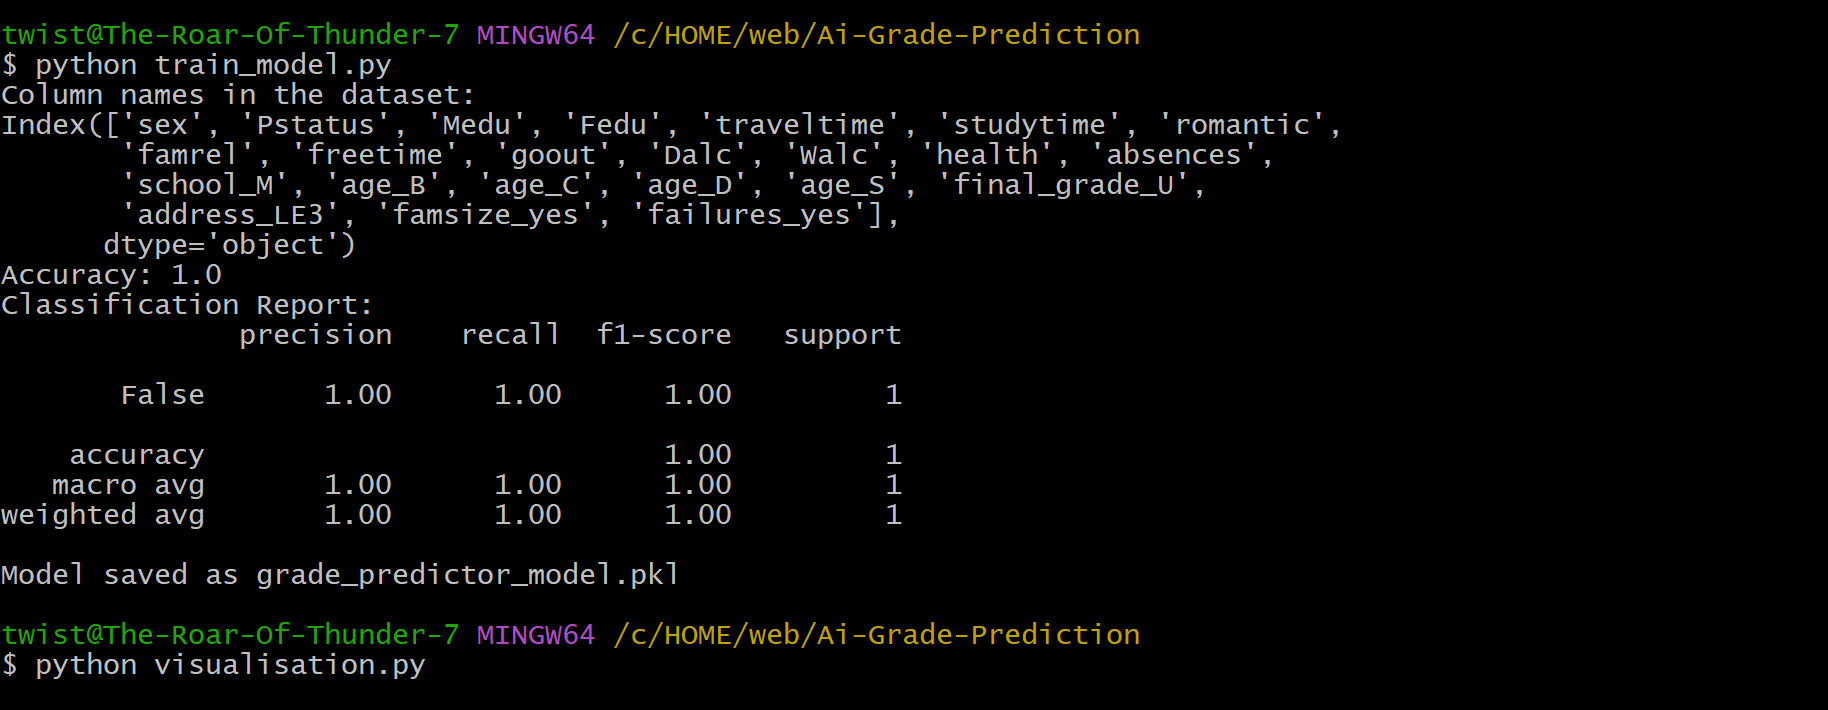 twist@The-Roar-Of-Thunder-7 MINGW64 /c/HOME/web/Ai-Grade-Prediction
$ python train_model.py
Column names in the dataset:
Index(['sex', 'Pstatus', 'Medu', 'Fedu', 'traveltime', 'studytime', 'romantic',
       'famrel', 'freetime', 'goout', 'Dalc', 'Walc', 'health', 'absences',
       'school_M', 'age_B', 'age_C', 'age_D', 'age_S', 'final_grade_U',
       'address_LE3', 'famsize_yes', 'failures_yes'],
      dtype='object')
Accuracy: 1.0
Classification Report:
              precision    recall  f1-score   support

       False       1.00      1.00      1.00         1

    accuracy                           1.00         1
   macro avg       1.00      1.00      1.00         1
weighted avg       1.00      1.00      1.00         1

Model saved as grade_predictor_model.pkl

twist@The-Roar-Of-Thunder-7 MINGW64 /c/HOME/web/Ai-Grade-Prediction
$ python visualisation.py